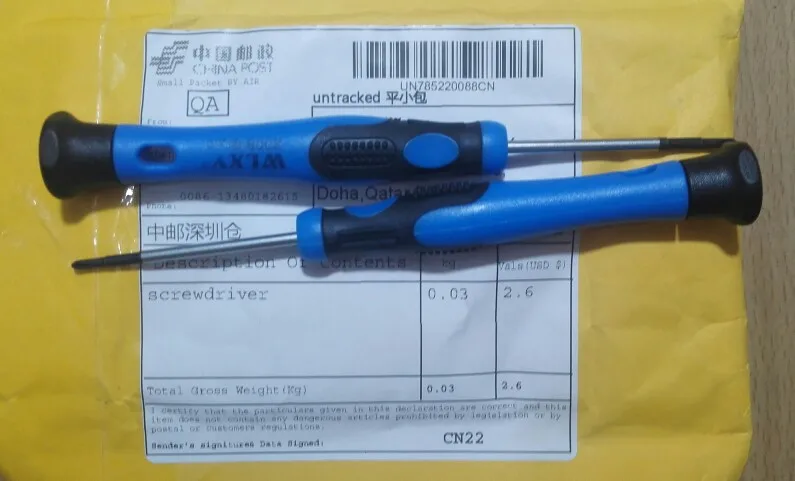 中国邮政
CHINA POST
Small Packet BY AIR
UN785220088CN
QA
untracked 平小包
From:
WLXY
0086-13480182615
Doha,Qatar
Phone:
中邮深圳仓
Description Of Contents
Kg
Vals(USD $)
screwdriver
0.03
2.6
Total Gross Weight(Kg)
0.03
2.6
I certify that the particulars given in this declaration are correct and this
item does not contain any dangerous articles prohibited by legislation or by
postal or Customs regulations.
Sender's signitures Data Signed:
CN22